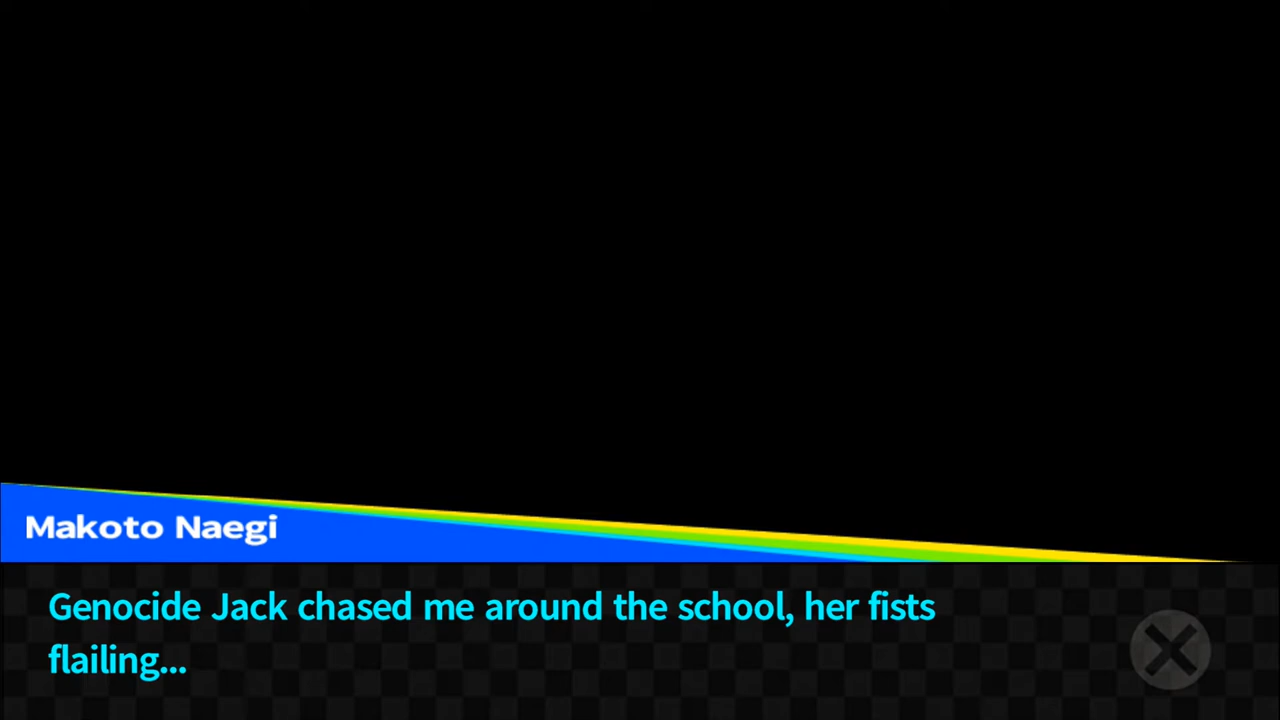 Makoto Naegi
Genocide Jack chased me around the school, her fists
flailing...